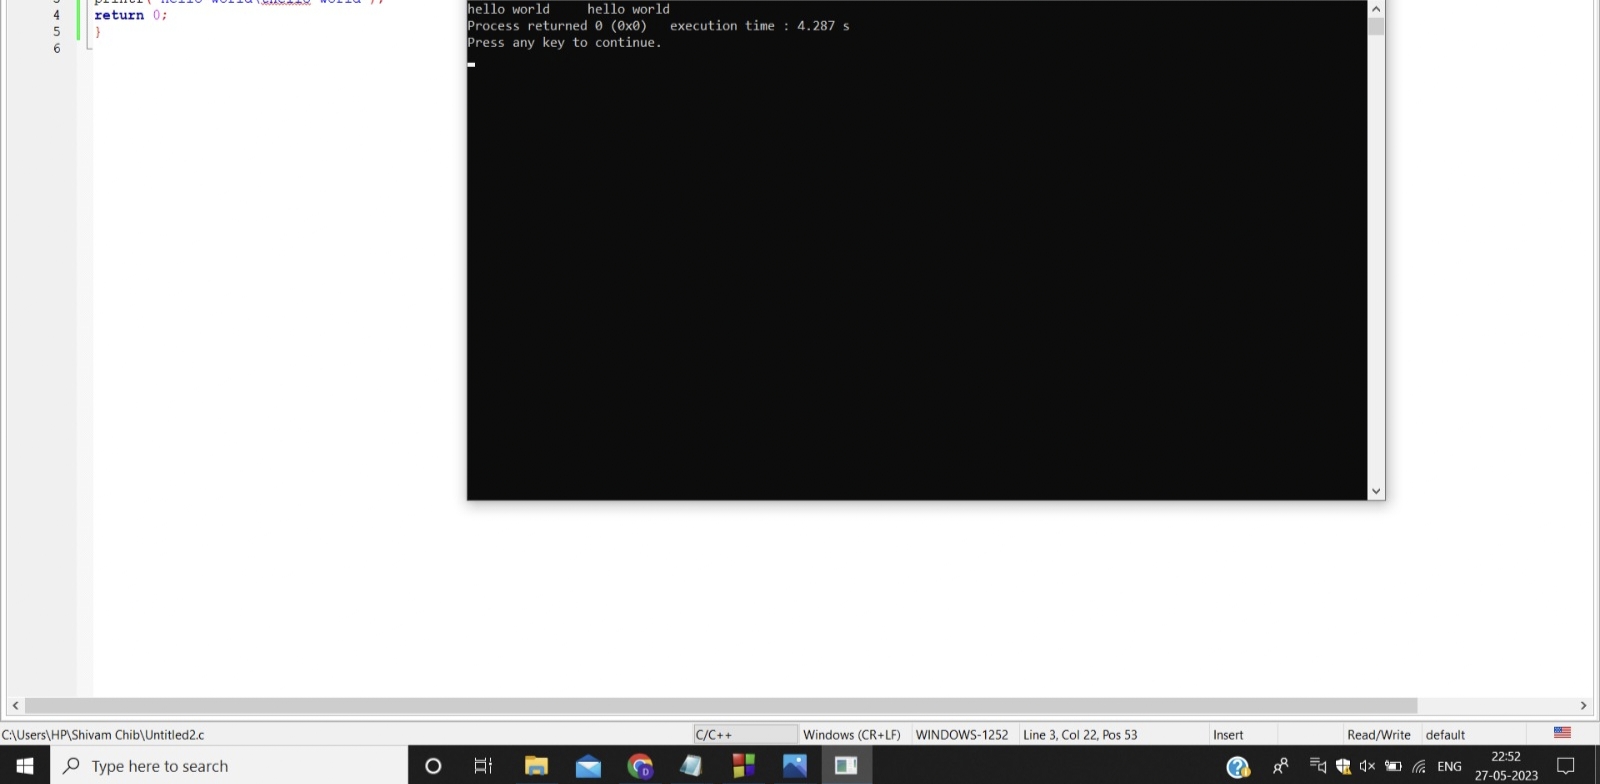 hello world     hello world
Process returned 0 (0x0)   execution time : 4.287 s
Press any key to continue.
4 return 0;
5 }
6
C:\Users\HP\Shivam Chib\Untitled2.c C/C++ Windows (CR+LF) WINDOWS-1252 Line 3, Col 22, Pos 53 Insert Read/Write default
Type here to search ENG 22:52
27-05-2023